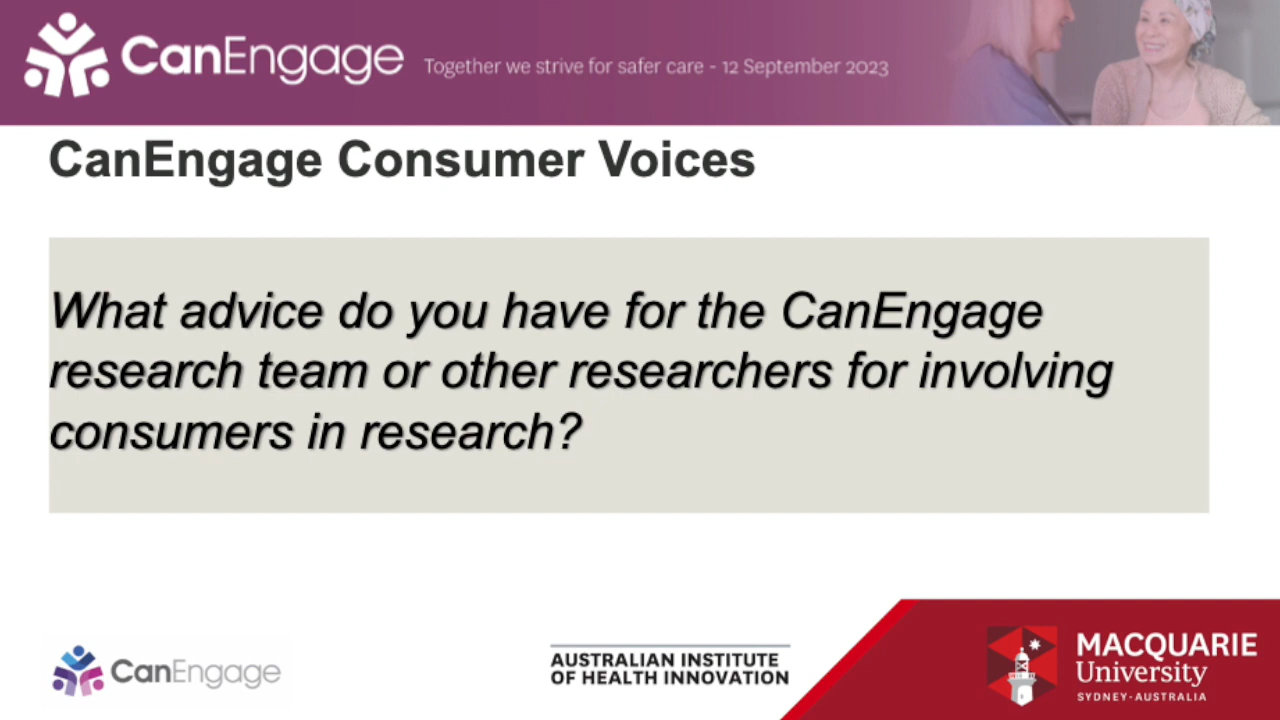 CanEngage Together we strive for safer care - 12 September 2023
CanEngage Consumer Voices
What advice do you have for the CanEngage
research team or other researchers for involving
consumers in research?
CanEngage
AUSTRALIAN INSTITUTE
OF HEALTH INNOVATION
MACQUARIE
University
SYDNEY-AUSTRALIA